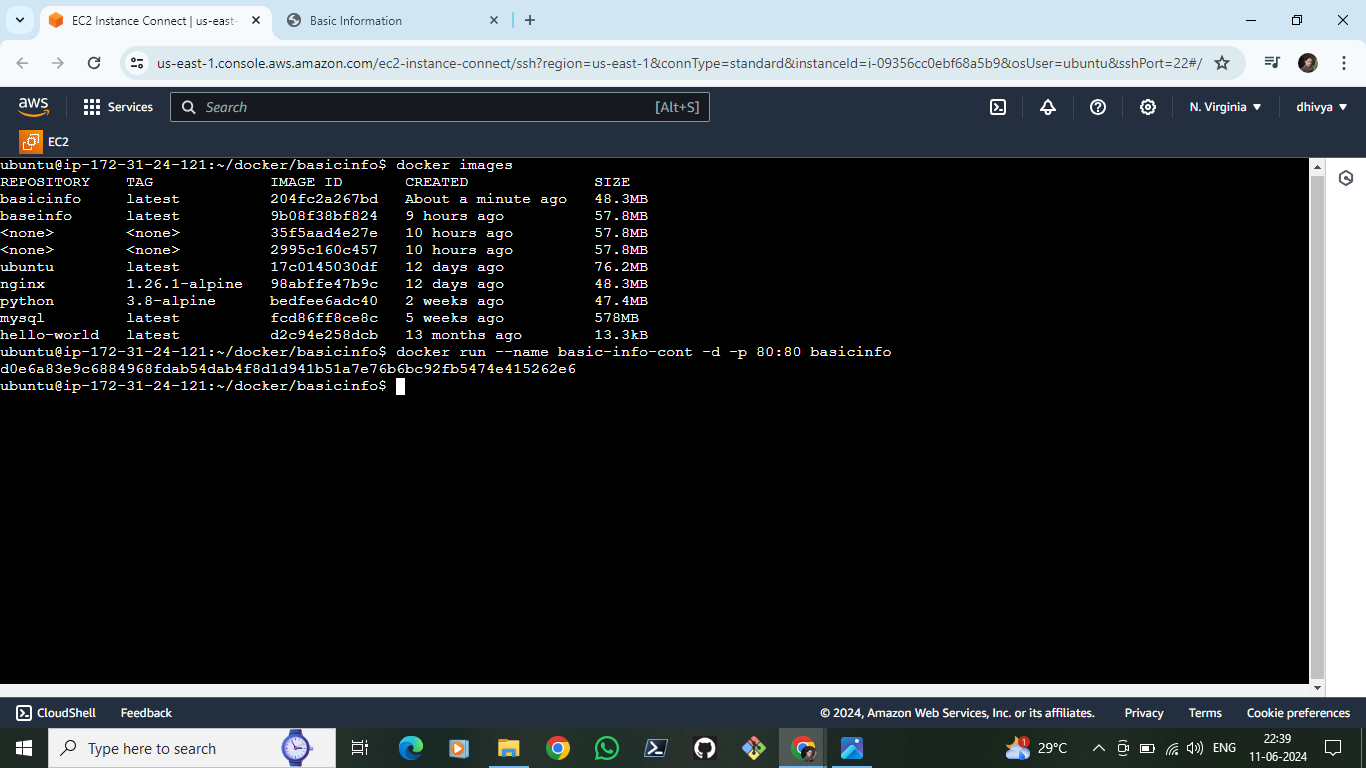 EC2 Instance Connect | us-east-
Basic Information
us-east-1.console.aws.amazon.com/ec2-instance-connect/ssh?region=us-east-1&connType=standard&instanceId=i-09356cc0ebf68a5b9&osUser=ubuntu&sshPort=22#/
aws Services Search [Alt+S] N. Virginia dhivya
EC2
ubuntu@ip-172-31-24-121:~/docker/basicinfo$ docker images
REPOSITORY TAG IMAGE ID CREATED SIZE
basicinfo latest 204fc2a267bd About a minute ago 48.3MB
baseinfo latest 9b08f38bf824 9 hours ago 57.8MB
<none> <none> 35f5aad4e27e 10 hours ago 57.8MB
<none> <none> 2995c160c457 10 hours ago 57.8MB
ubuntu latest 17c0145030df 12 days ago 76.2MB
nginx 1.26.1-alpine 98abffe47b9c 12 days ago 48.3MB
python 3.8-alpine bedfee6adc40 2 weeks ago 47.4MB
mysql latest fcd86ff8ce8c 5 weeks ago 578MB
hello-world latest d2c94e258dcb 13 months ago 13.3kB
ubuntu@ip-172-31-24-121:~/docker/basicinfo$ docker run --name basic-info-cont -d -p 80:80 basicinfo
d0e6a83e9c6884968fdab54dab4f8d1d941b51a7e76b6bc92fb5474e415262e6
ubuntu@ip-172-31-24-121:~/docker/basicinfo$
CloudShell Feedback © 2024, Amazon Web Services, Inc. or its affiliates. Privacy Terms Cookie preferences
Type here to search 1 29°C ENG 22:39
11-06-2024